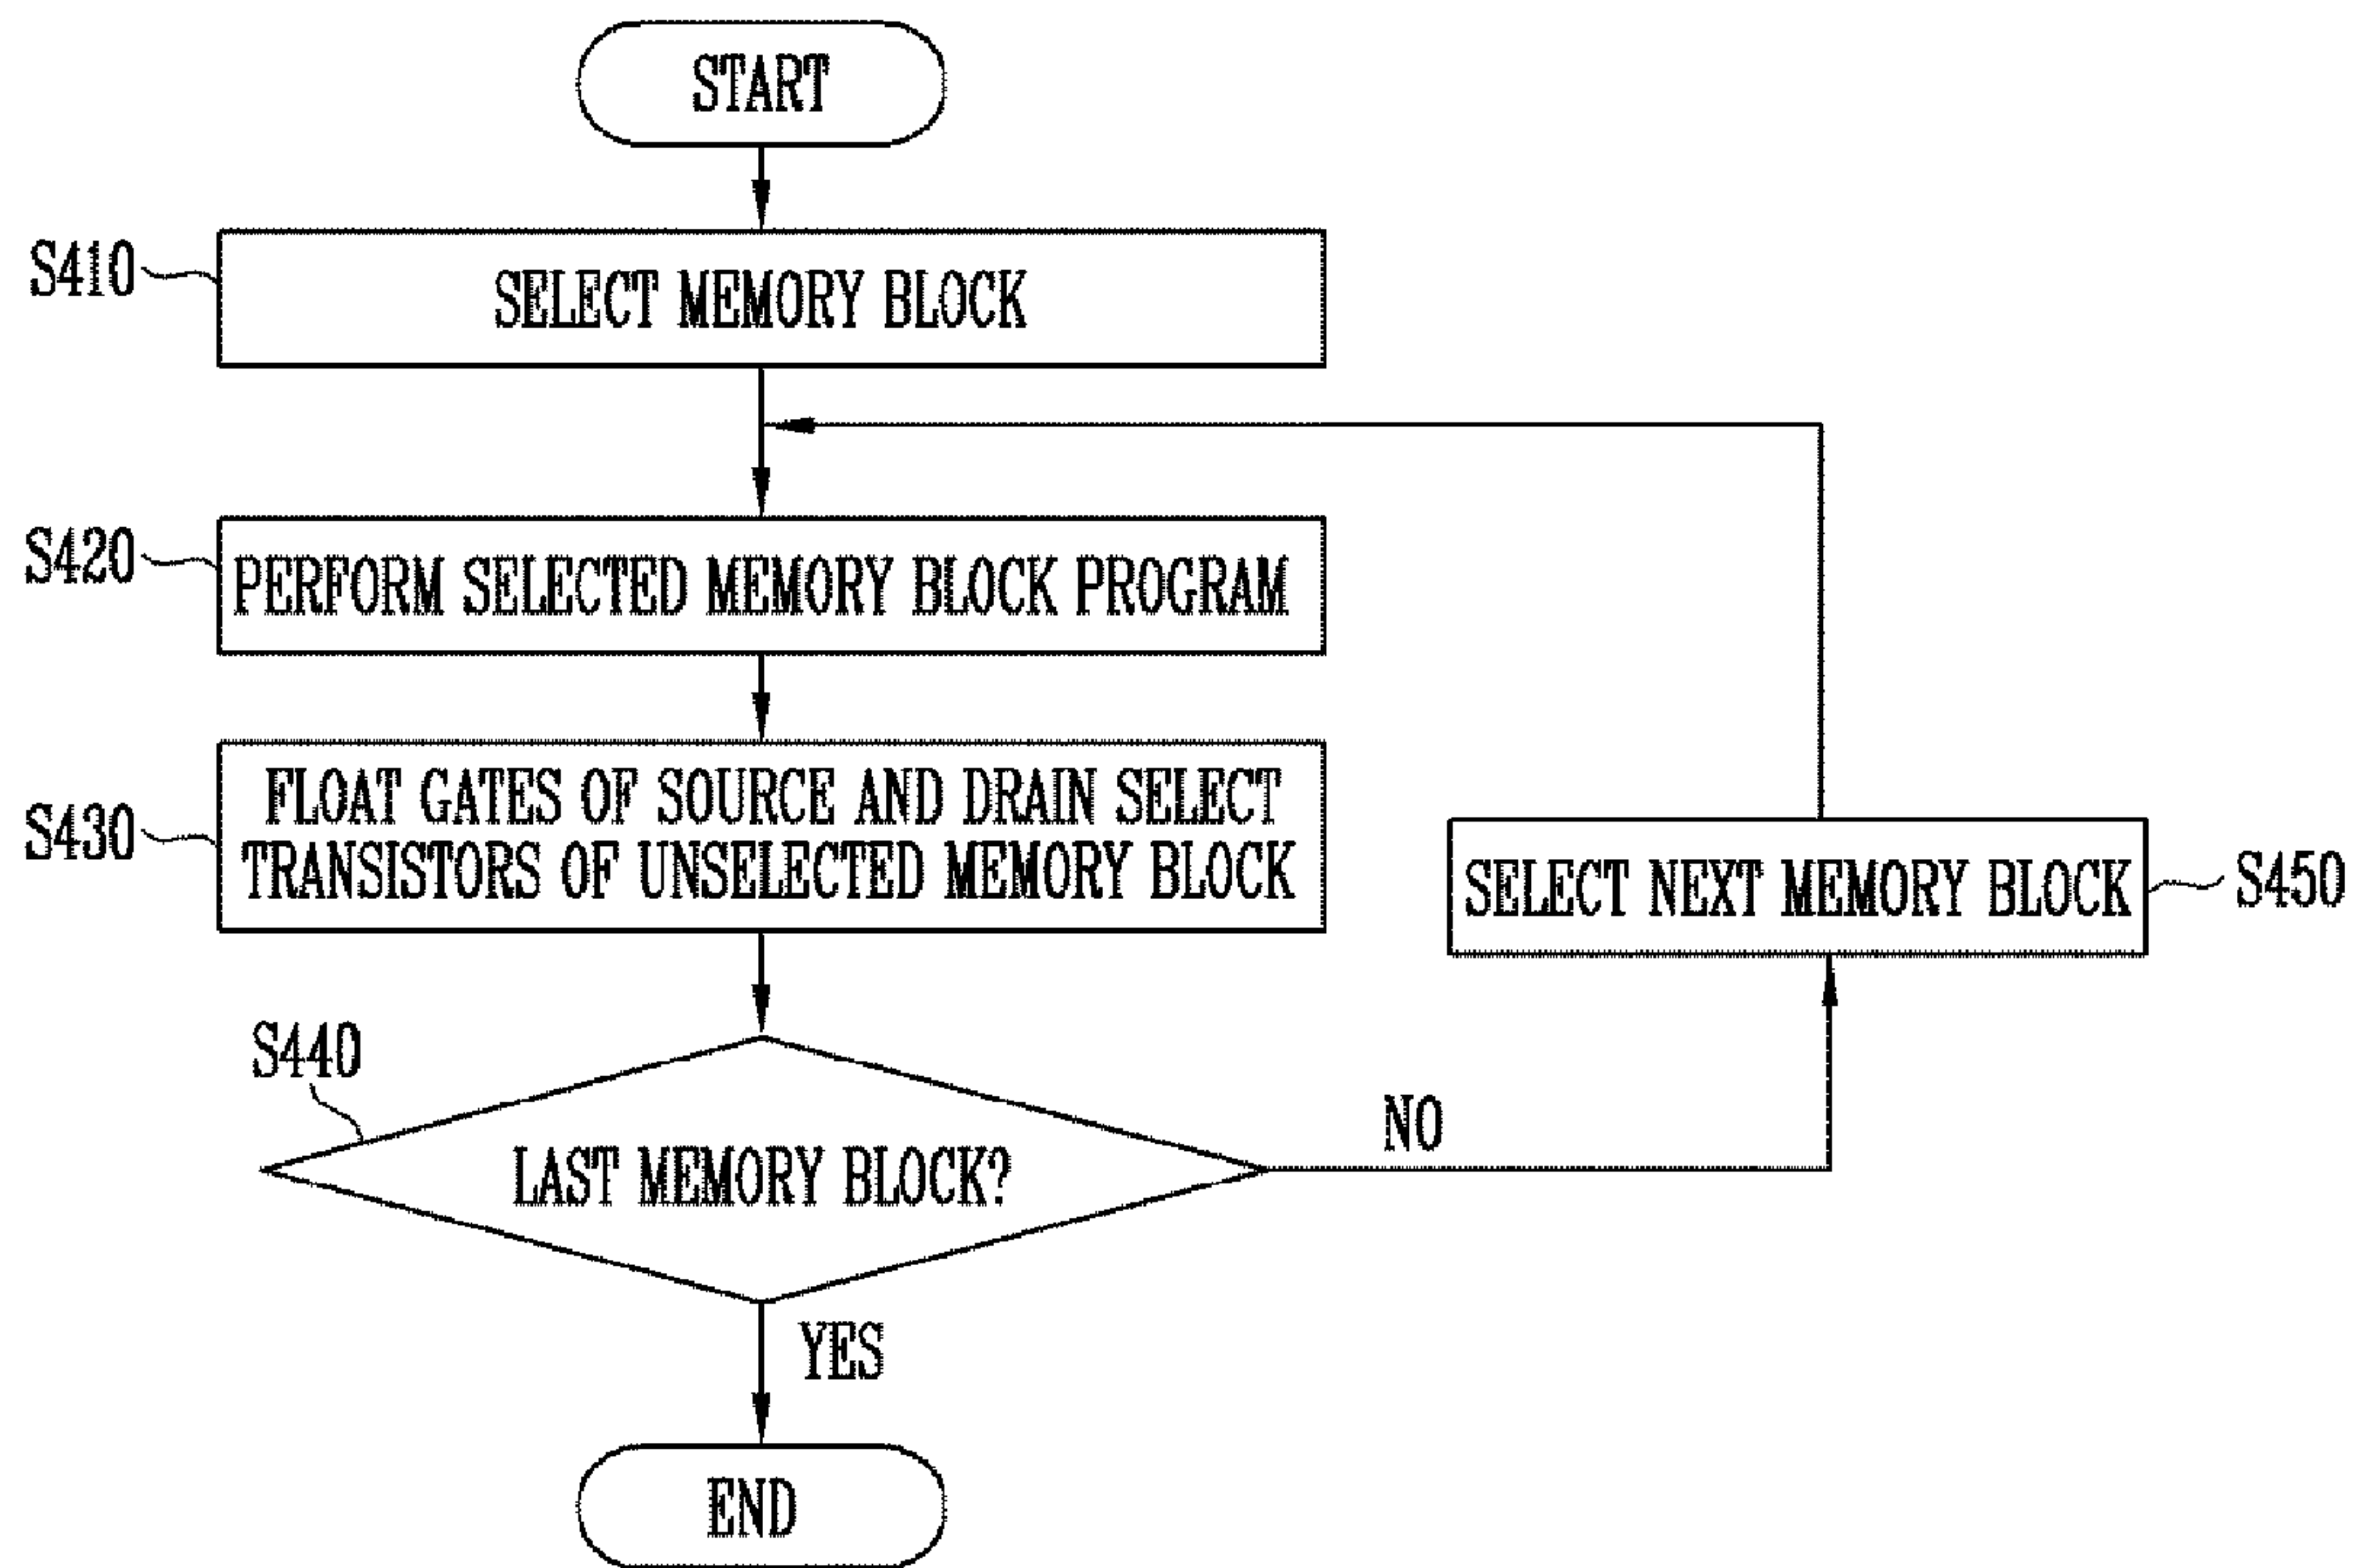 START
S410
SELECT MEMORY BLOCK
S420
PERFORM SELECTED MEMORY BLOCK PROGRAM
S430
FLOAT GATES OF SOURCE AND DRAIN SELECT
TRANSISTORS OF UNSELECTED MEMORY BLOCK
SELECT NEXT MEMORY BLOCK
S450
S440
LAST MEMORY BLOCK?
NO
YES
END